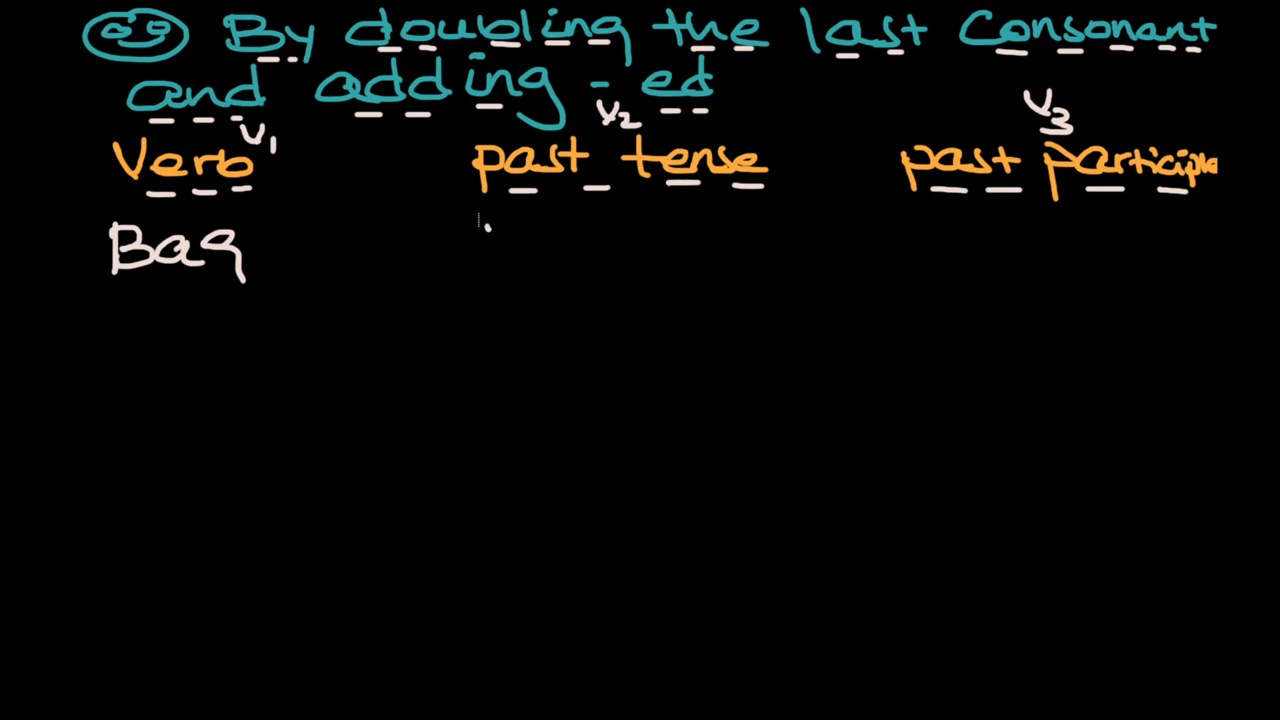 By doubling the last Consonant
and adding - ed
V1 V2 V3
Verb past tense past participle
Bag